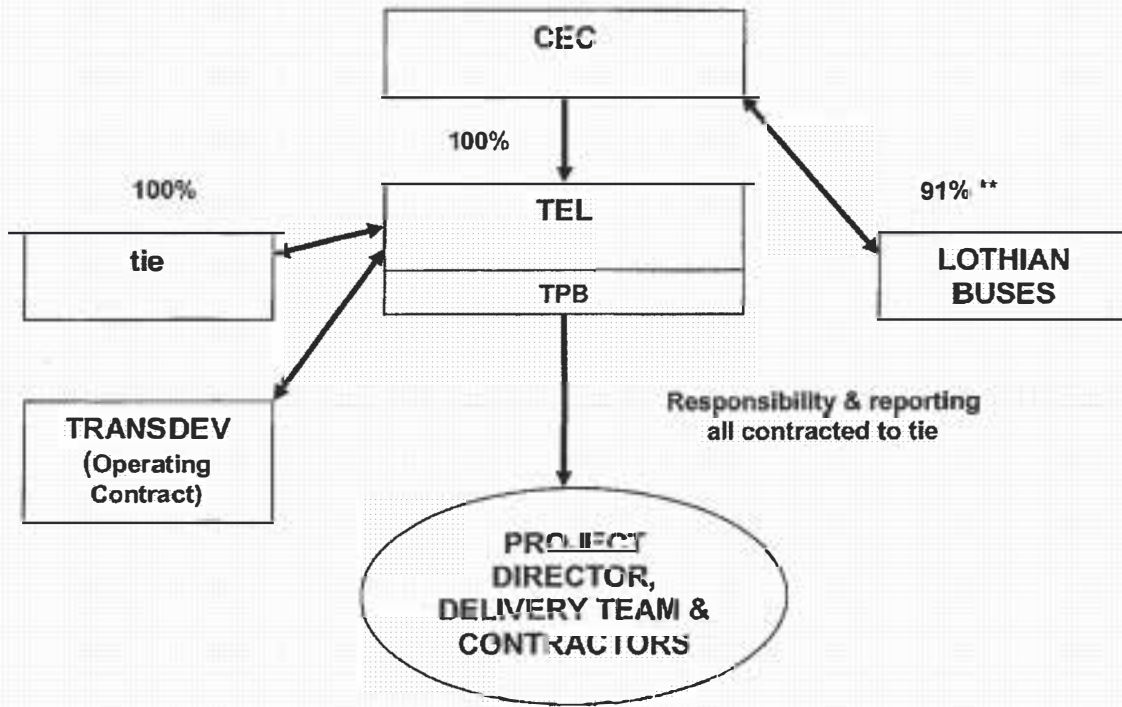 CEC
100%
100%
91% **
TEL
tie
LOTHIAN
BUSES
TPB
TRANSDEV
(Operating
Contract)
Responsibility & reporting
all contracted to tie
PROJECT
DIRECTOR,
DELIVERY TEAM &
CONTRACTORS